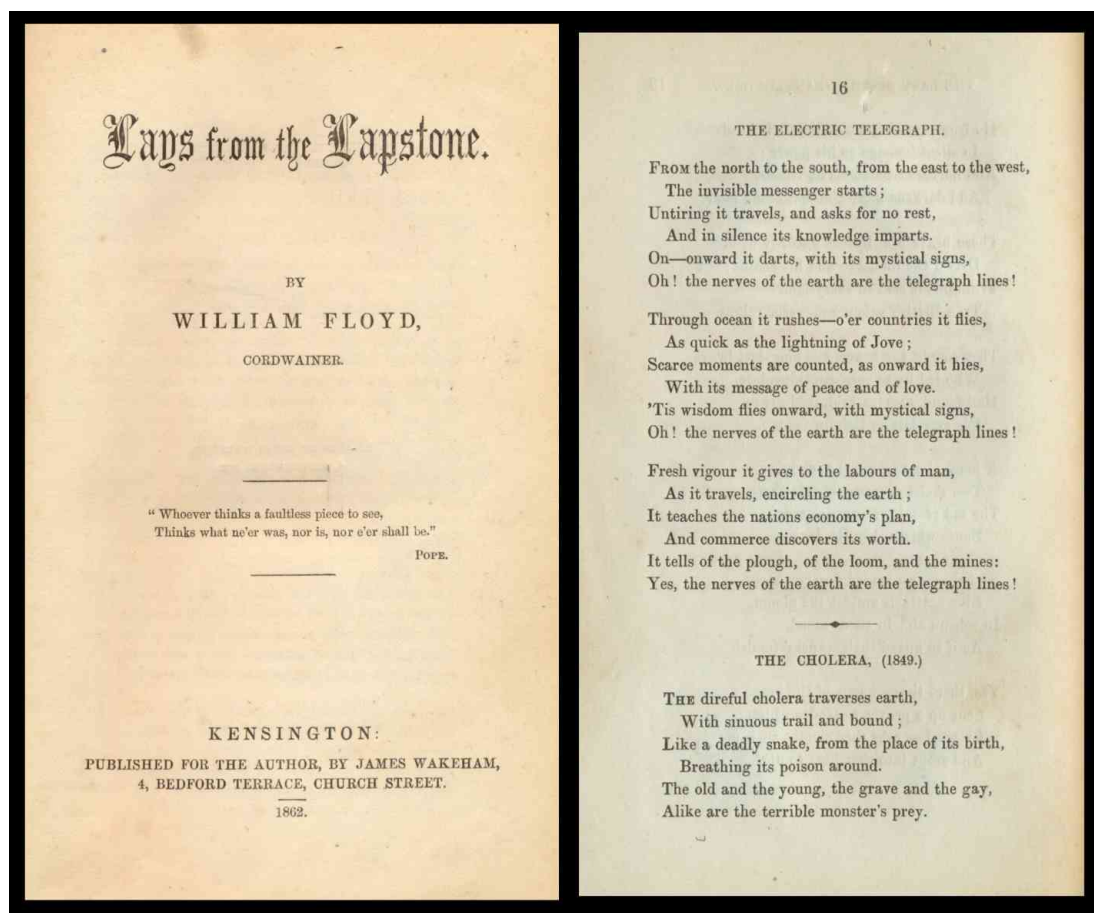 Lays from the Lapstone.
BY
WILLIAM FLOYD,
CORDWAINER.
“ Whoever thinks a faultless piece to see,
Thinks what ne'er was, nor is, nor e'er shall be.”
POPE.
KENSINGTON:
PUBLISHED FOR THE AUTHOR, BY JAMES WAKEHAM,
4, BEDFORD TERRACE, CHURCH STREET.
1862.
16
THE ELECTRIC TELEGRAPH.
FROM the north to the south, from the east to the west,
The invisible messenger starts ;
Untiring it travels, and asks for no rest,
And in silence its knowledge imparts.
On—onward it darts, with its mystical signs,
Oh ! the nerves of the earth are the telegraph lines !
Through ocean it rushes—o'er countries it flies,
As quick as the lightning of Jove ;
Scarce moments are counted, as onward it hies,
With its message of peace and of love.
'Tis wisdom flies onward, with mystical signs,
Oh ! the nerves of the earth are the telegraph lines !
Fresh vigour it gives to the labours of man,
As it travels, encircling the earth ;
It teaches the nations economy's plan,
And commerce discovers its worth.
It tells of the plough, of the loom, and the mines:
Yes, the nerves of the earth are the telegraph lines !
THE CHOLERA, (1849.)
THE direful cholera traverses earth,
With sinuous trail and bound ;
Like a deadly snake, from the place of its birth,
Breathing its poison around.
The old and the young, the grave and the gay,
Alike are the terrible monster's prey.